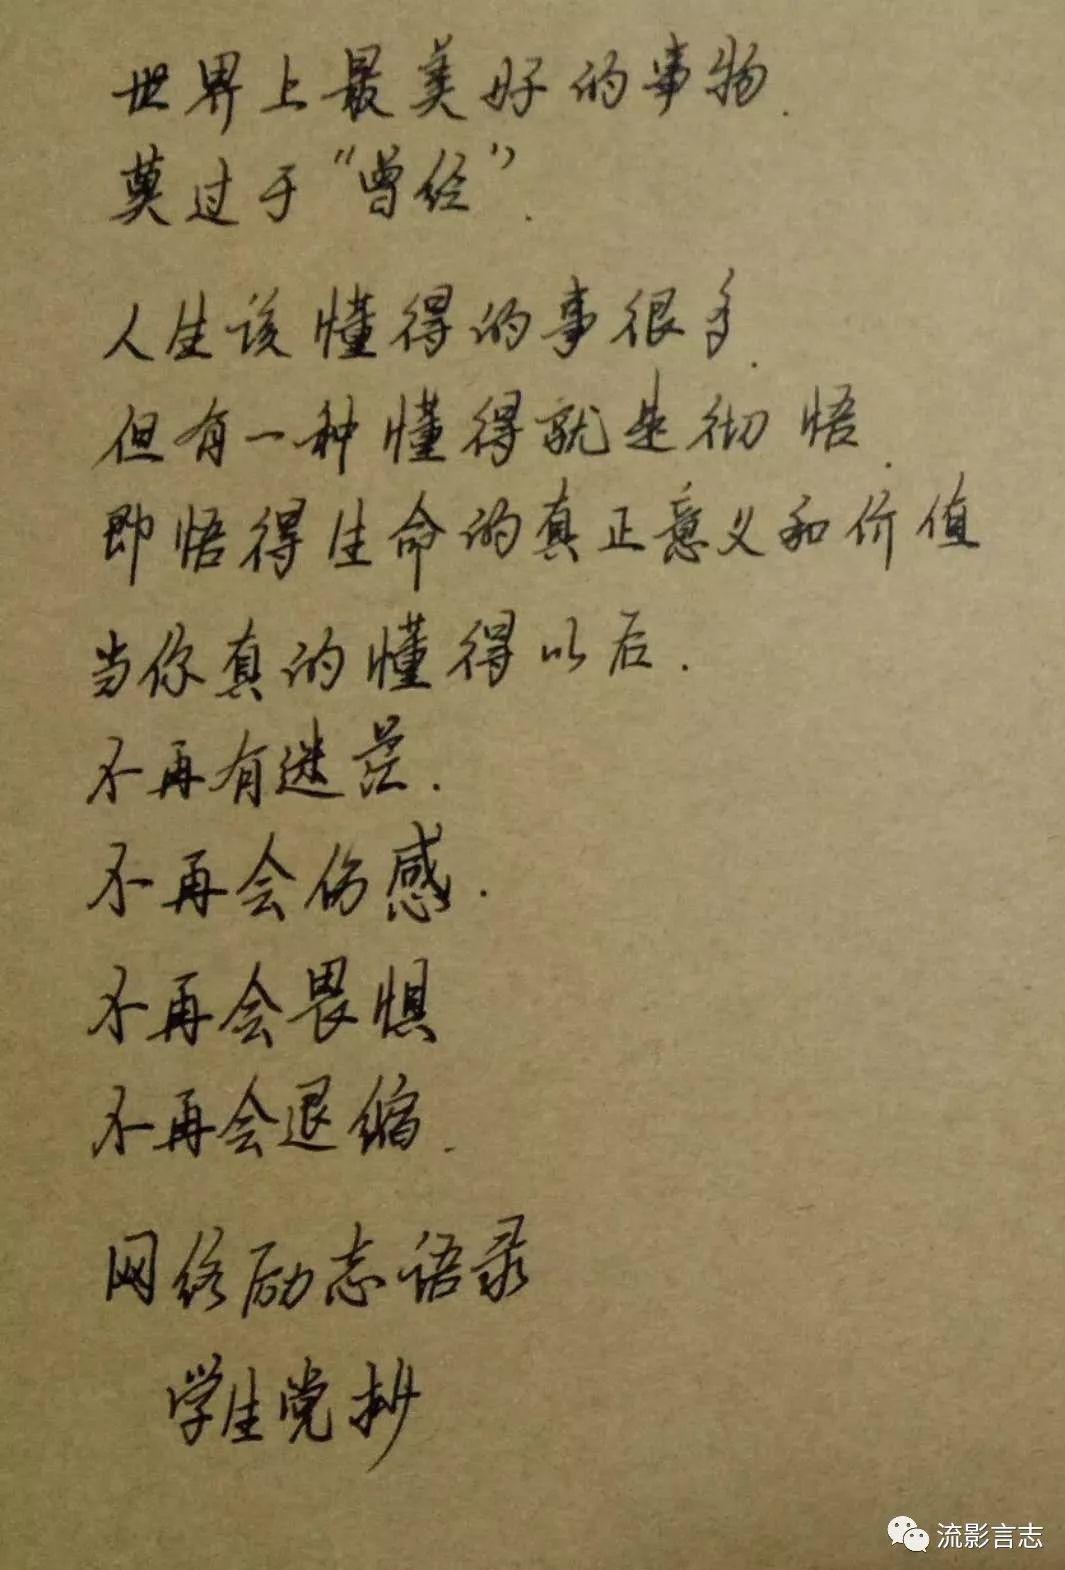 世界上最美好的事物.
莫过于“曾经”.
人生该懂得的事很多.
但有一种懂得就是彻悟.
即悟得生命的真正意义和价值
当你真的懂得以后.
不再有迷茫.
不再会伤感.
不再会畏惧
不再会退缩.
网络励志语录
学生党抄
流影言志